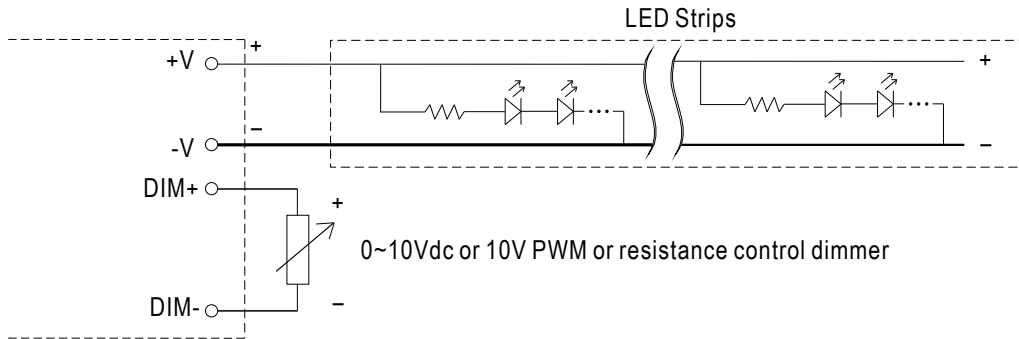 LED Strips
+V
+
+
-V
−
−
DIM+
+
0~10Vdc or 10V PWM or resistance control dimmer
DIM-
−